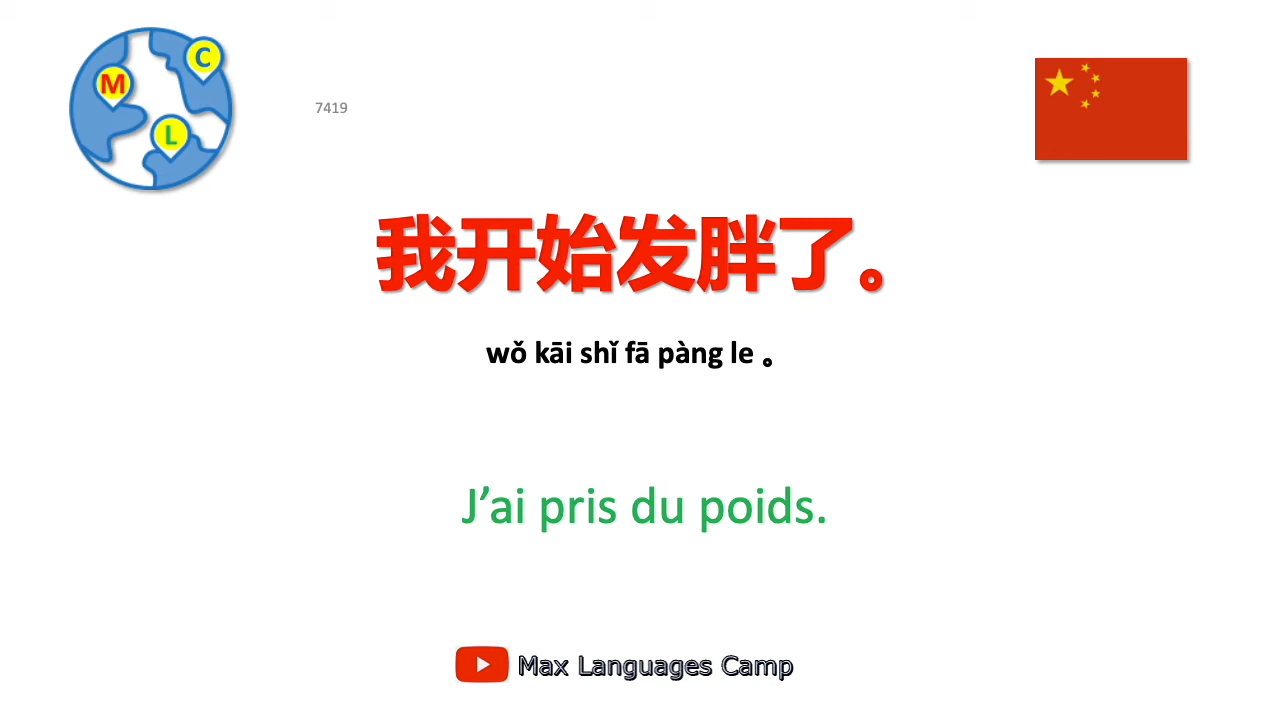 M
C
L
7419
我开始发胖了。
wǒ kāi shǐ fā pàng le 。
J’ai pris du poids.
Max Languages Camp